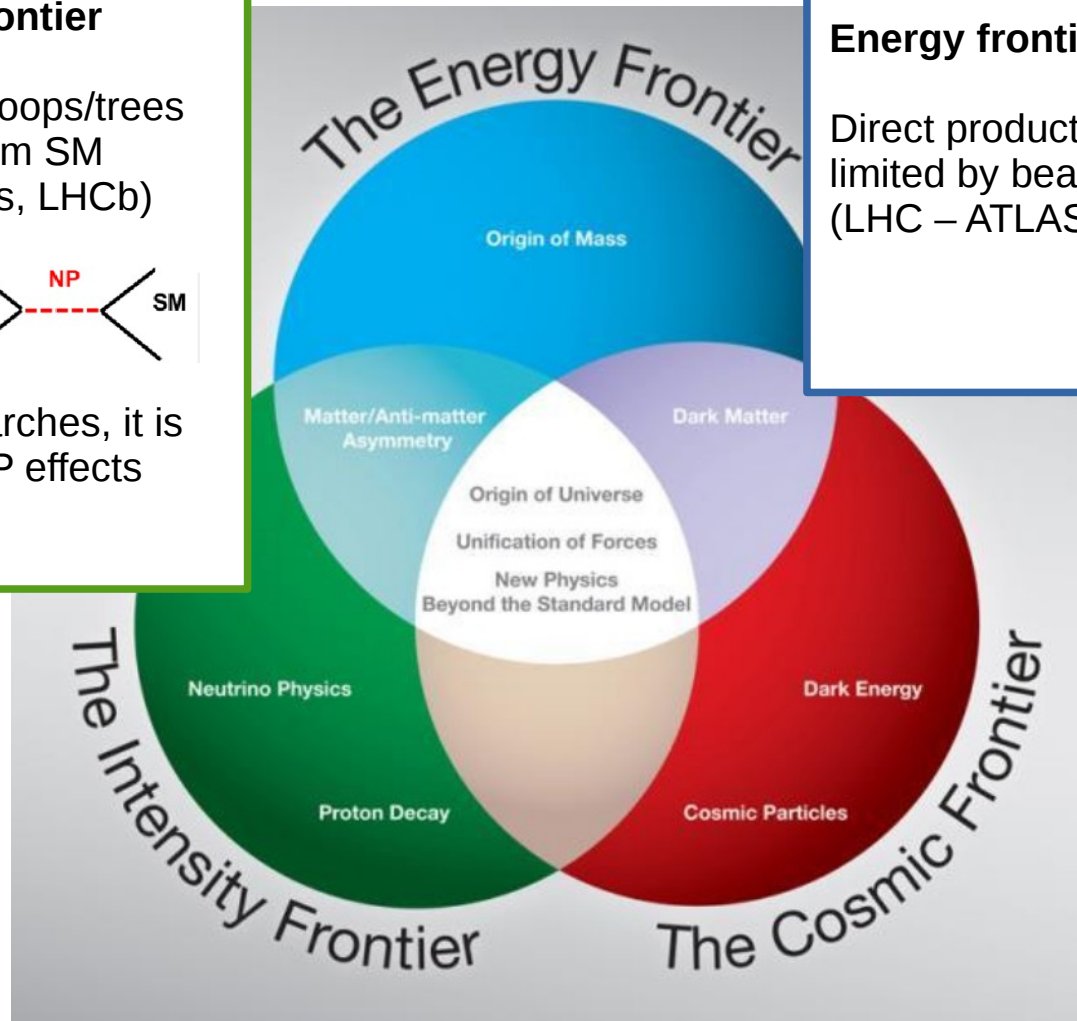 ontier
oops/trees
m SM
s, LHCb)
NP
SM
arches, it is
P effects
Energy fronti
Direct product
limited by bea
(LHC – ATLAS
The Energy Frontier
Origin of Mass
Matter/Anti-matter
Asymmetry
Dark Matter
Origin of Universe
Unification of Forces
New Physics
Beyond the Standard Model
Neutrino Physics
Dark Energy
Proton Decay
Cosmic Particles
The Intensity Frontier
The Cosmic Frontier